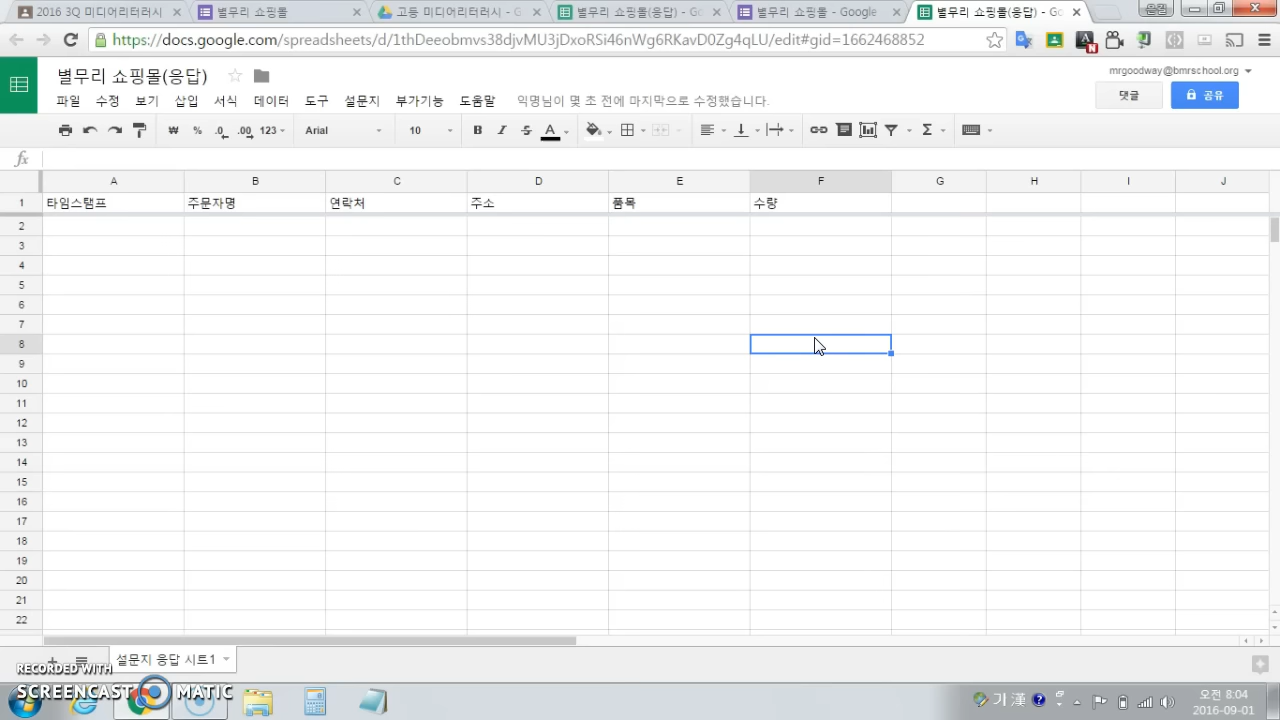 2016 3Q 미디어리터러시
별무리 쇼핑몰
고등 미디어리터러시 - G
별무리 쇼핑몰(응답) - Go
별무리 쇼핑몰 - Google
별무리 쇼핑몰(응답) - Go
https://docs.google.com/spreadsheets/d/1thDeeobmvs38djvMU3jDxoRSi46nWg6RKavD0Zg4qLU/edit#gid=1662468852
별무리 쇼핑몰(응답)
mrgoodway@bmrschool.org
파일 수정 보기 삽입 서식 데이터 도구 설문지 부가기능 도움말 익명님이 몇 초 전에 마지막으로 수정했습니다.
댓글
공유
₩ % .0 .00 123 Arial 10 B I S A Σ
fx
A B C D E F G H I J
1 타임스탬프 주문자명 연락처 주소 품목 수량
2
3
4
5
6
7
8
9
10
11
12
13
14
15
16
17
18
19
20
21
22
설문지 응답 시트1
RECORDED WITH
SCREENCAST MATIC
가 漢
오전 8:04
2016-09-01